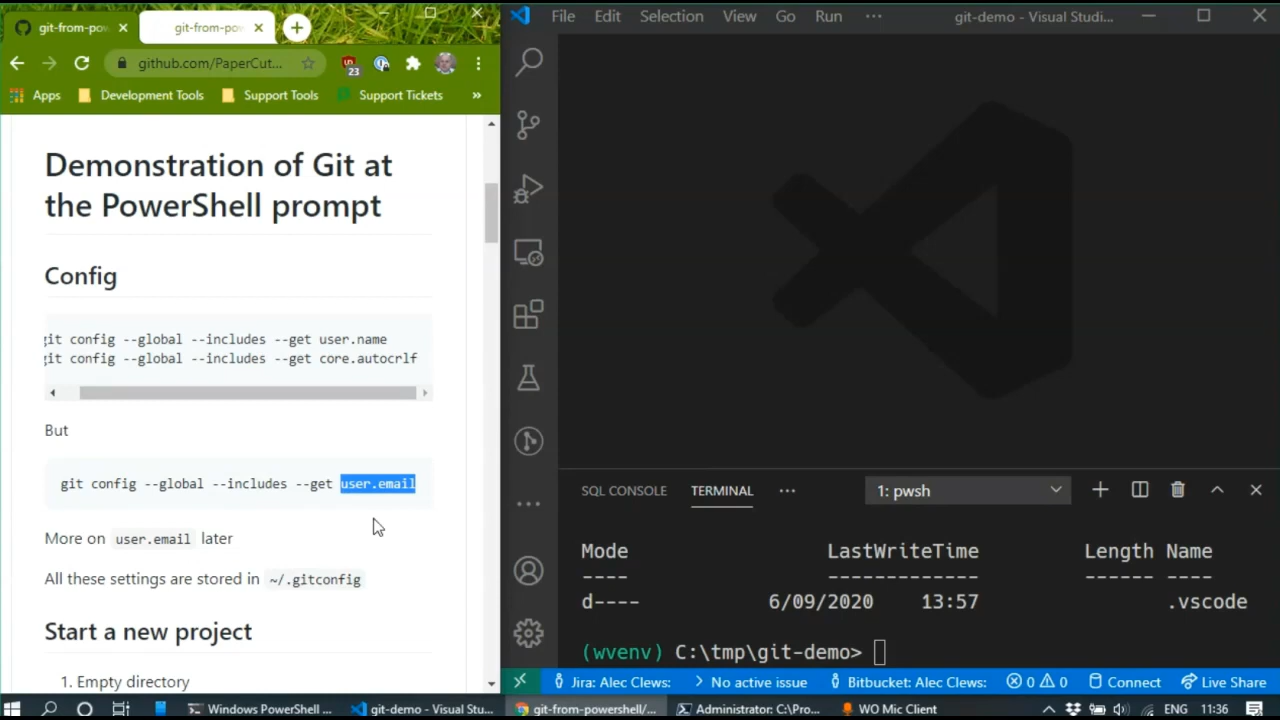 git-from-pow
git-from-pow
github.com/PaperCut...
23
Apps
Development Tools
Support Tools
Support Tickets
»
Demonstration of Git at
the PowerShell prompt
Config
git config --global --includes --get user.name
git config --global --includes --get core.autocrlf
But
git config --global --includes --get user.email
More on user.email later
All these settings are stored in ~/.gitconfig
Start a new project
1. Empty directory
File Edit Selection View Go Run ···
git-demo - Visual Studi...
SQL CONSOLE TERMINAL ···
1: pwsh
Mode LastWriteTime Length Name
---- ------------- ------ ----
d---- 6/09/2020 13:57 .vscode
(wvenv) C:\tmp\git-demo>
Jira: Alec Clews: No active issue Bitbucket: Alec Clews: 0 0 Connect Live Share
Windows PowerShell ...
git-demo - Visual Stud...
git-from-powershell/...
Administrator: C:\Pro...
WO Mic Client
ENG
11:36